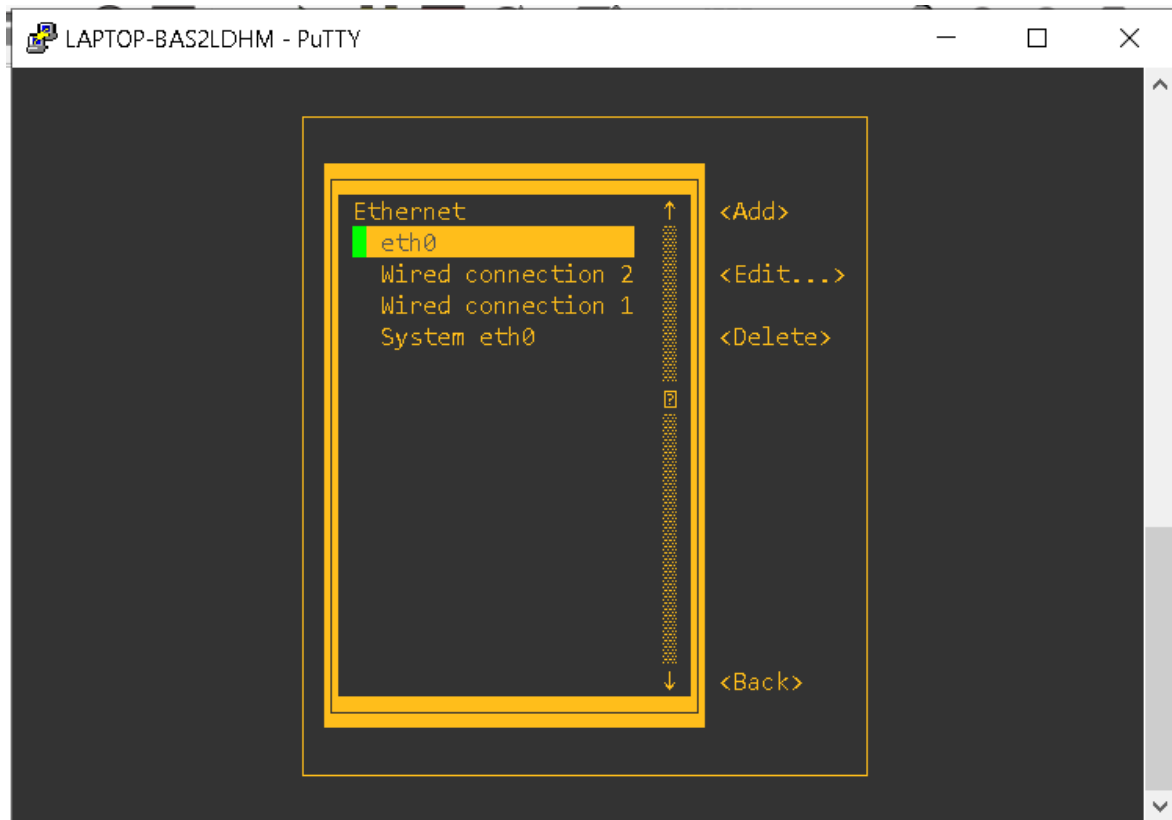 LAPTOP-BAS2LDHM - PuTTY
Ethernet ↑ <Add>
eth0
Wired connection 2 <Edit...>
Wired connection 1
System eth0 <Delete>
?
↓ <Back>